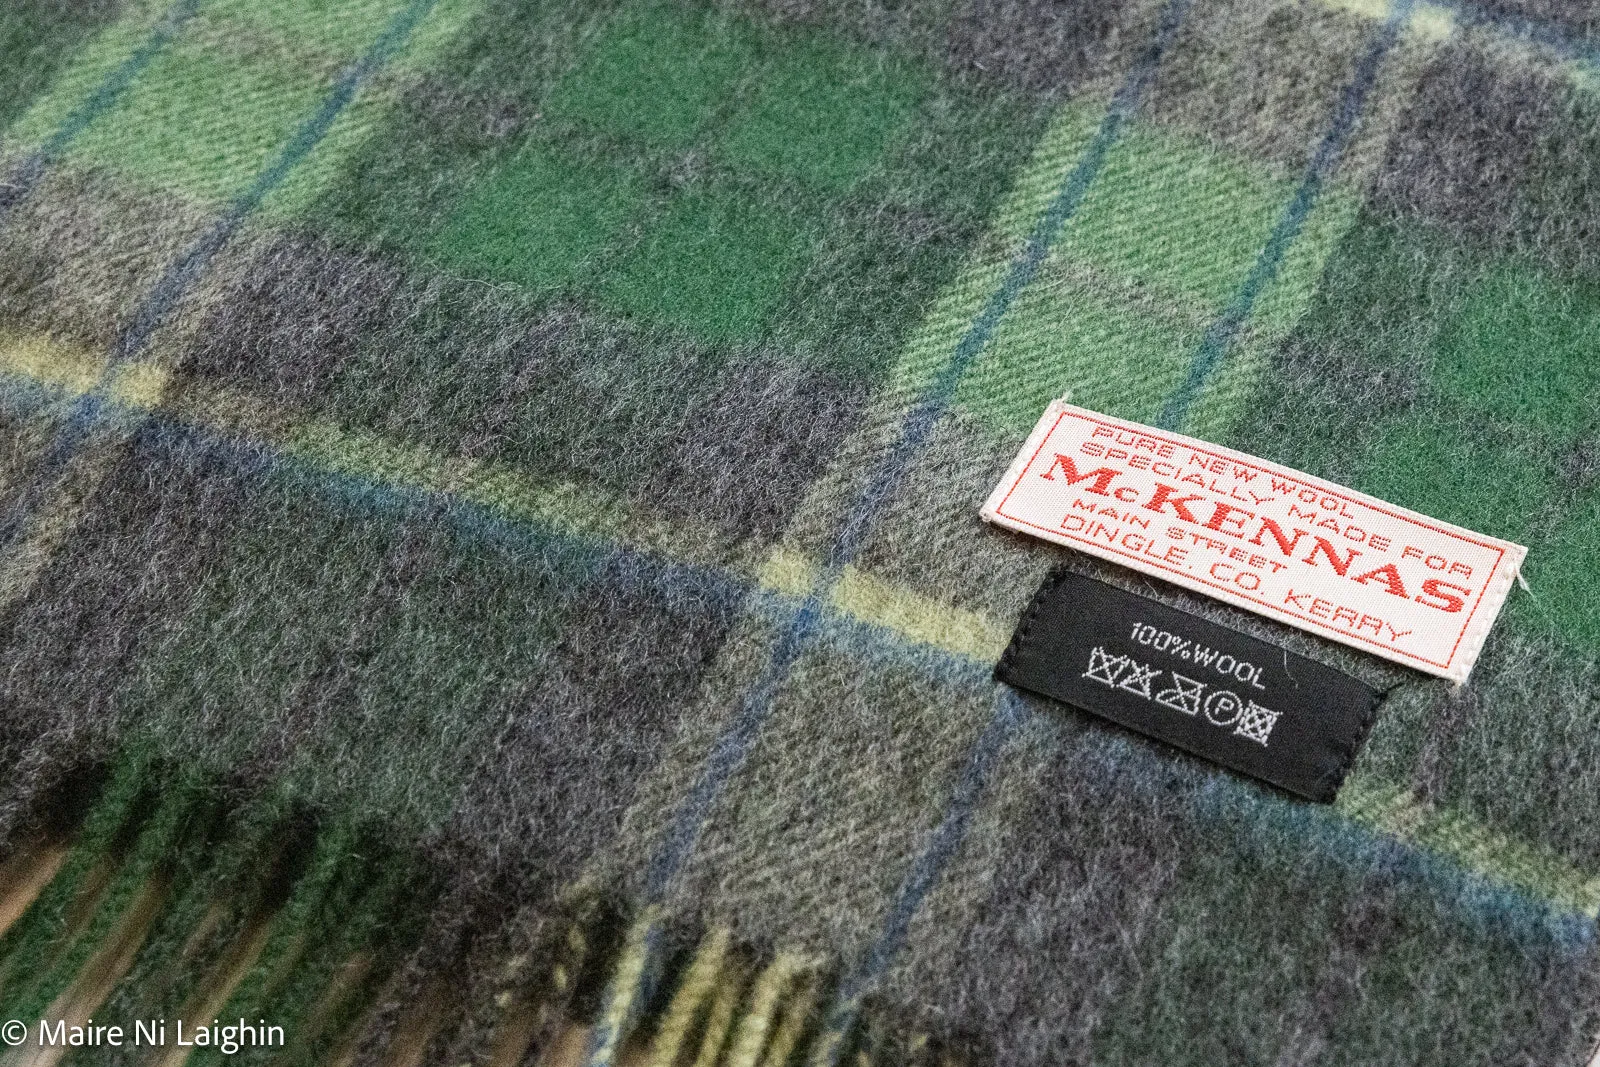 PURE NEW WOOL
SPECIALLY MADE FOR
McKENNAS
MAIN STREET
DINGLE, CO. KERRY
100%WOOL
P
© Maire Ni Laighin